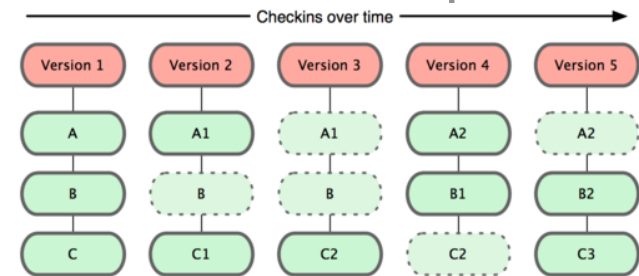 Checkins over time
Version 1 Version 2 Version 3 Version 4 Version 5
A A1 A1 A2 A2
B B B B1 B2
C C1 C2 C2 C3